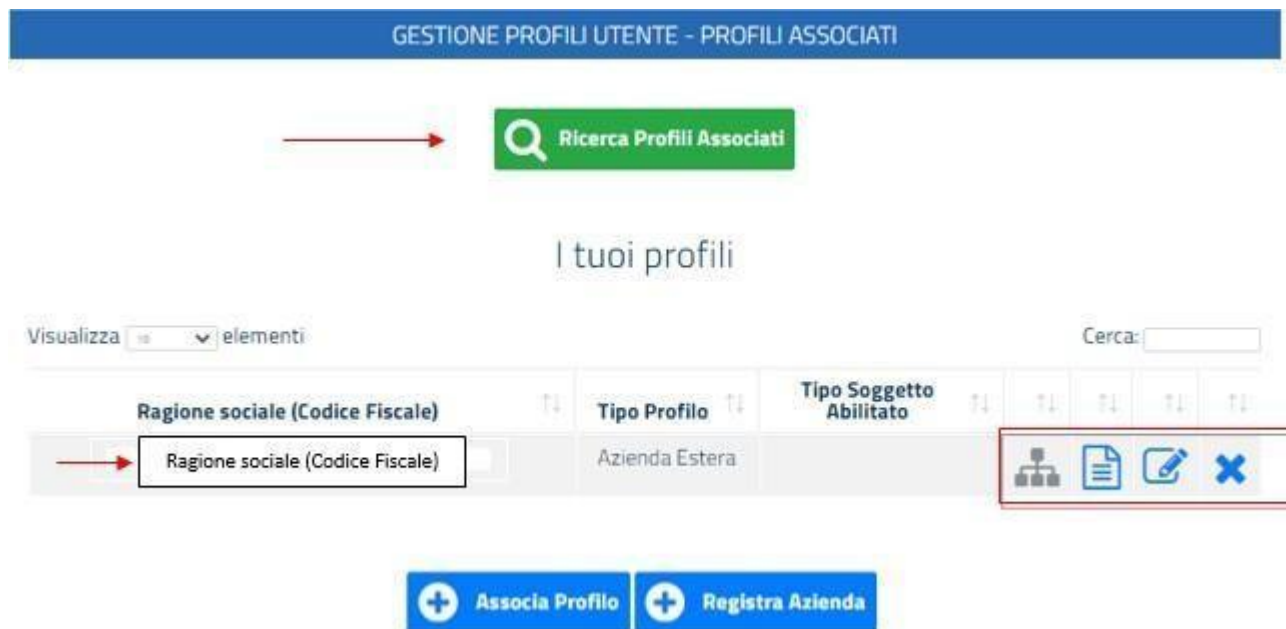 GESTIONE PROFILI UTENTE - PROFILI ASSOCIATI
Ricerca Profili Associati
I tuoi profili
Visualizza 10 elementi
Cerca:
Ragione sociale (Codice Fiscale) Tipo Profilo Tipo Soggetto Abilitato
Ragione sociale (Codice Fiscale) Azienda Estera
Associa Profilo Registra Azienda